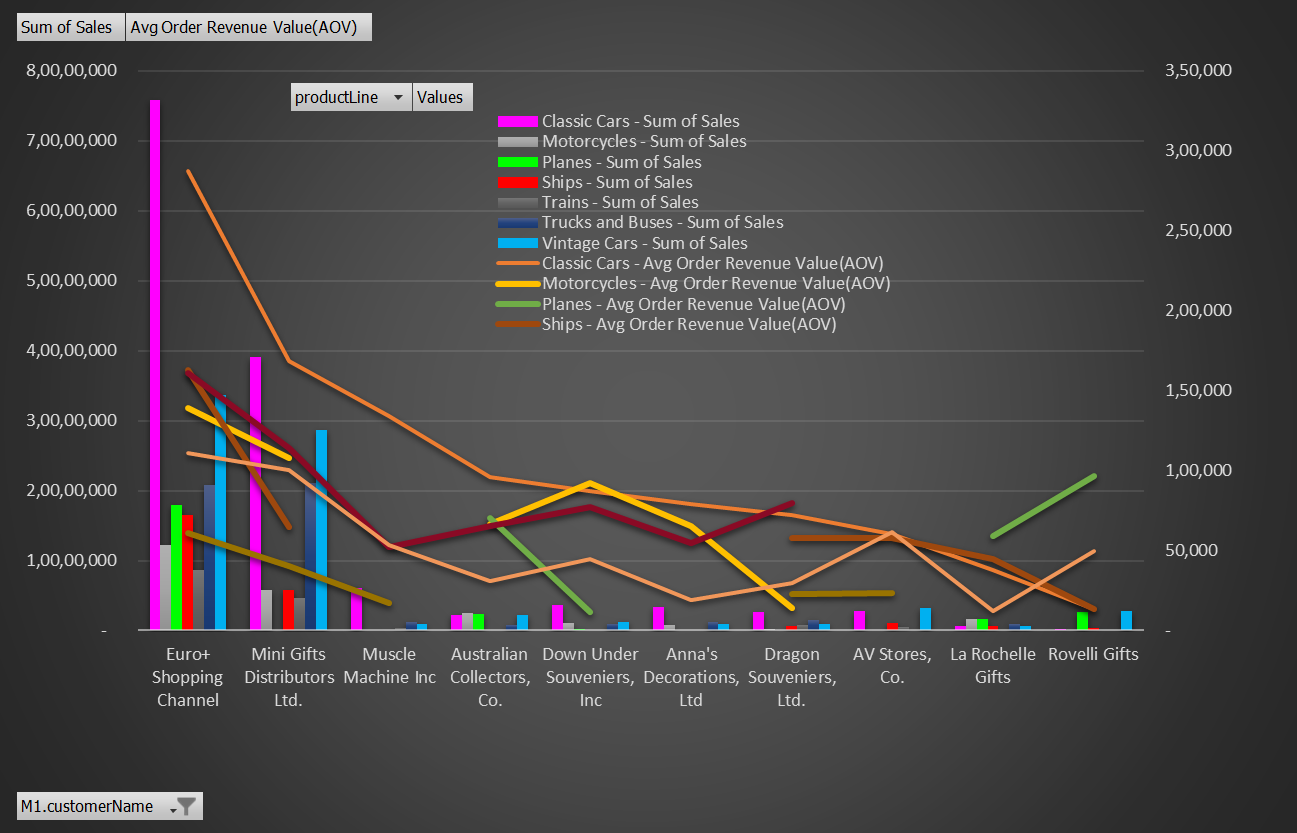 Sum of Sales Avg Order Revenue Value(AOV)
8,00,00,000
7,00,00,000
6,00,00,000
5,00,00,000
4,00,00,000
3,00,00,000
2,00,00,000
1,00,00,000
-
productLine Values
Classic Cars - Sum of Sales
Motorcycles - Sum of Sales
Planes - Sum of Sales
Ships - Sum of Sales
Trains - Sum of Sales
Trucks and Buses - Sum of Sales
Vintage Cars - Sum of Sales
Classic Cars - Avg Order Revenue Value(AOV)
Motorcycles - Avg Order Revenue Value(AOV)
Planes - Avg Order Revenue Value(AOV)
Ships - Avg Order Revenue Value(AOV)
3,50,000
3,00,000
2,50,000
2,00,000
1,50,000
1,00,000
50,000
-
Euro+
Shopping
Channel
Mini Gifts
Distributors
Ltd.
Muscle
Machine Inc
Australian
Collectors,
Co.
Down Under
Souveniers,
Inc
Anna's
Decorations,
Ltd
Dragon
Souveniers,
Ltd.
AV Stores,
Co.
La Rochelle
Gifts
Rovelli Gifts
M1.customerName